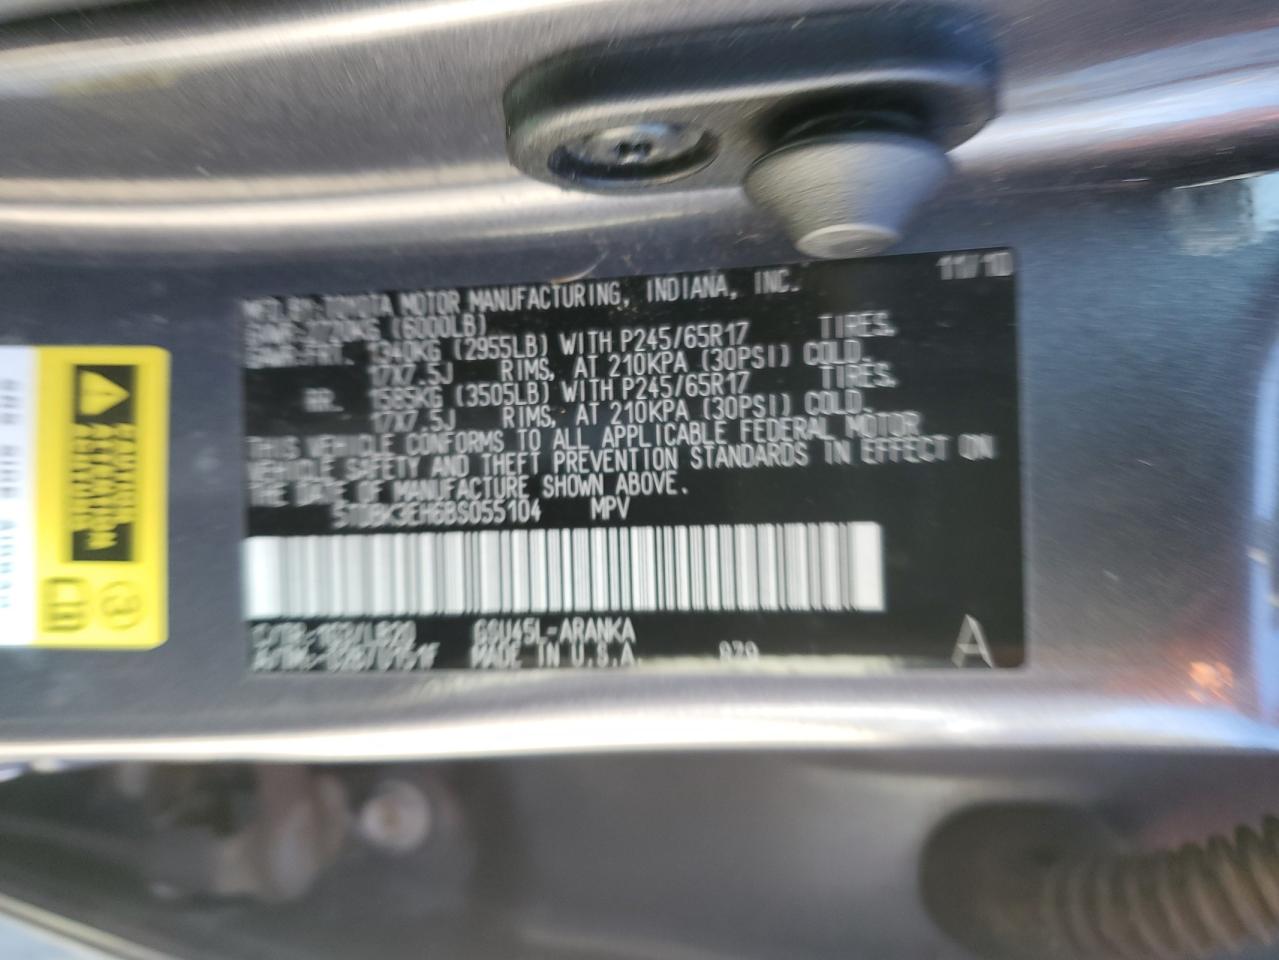 MFD.BY:TOYOTA MOTOR MANUFACTURING, INDIANA, INC. 11/10
GVWR:2720KG (6000LB)
GAWR:FRT. 1340KG (2955LB) WITH P245/65R17 TIRES,
17X7.5J RIMS, AT 210KPA (30PSI) COLD.
RR. 1585KG (3505LB) WITH P245/65R17 TIRES,
17X7.5J RIMS, AT 210KPA (30PSI) COLD.
THIS VEHICLE CONFORMS TO ALL APPLICABLE FEDERAL MOTOR
VEHICLE SAFETY AND THEFT PREVENTION STANDARDS IN EFFECT ON
THE DATE OF MANUFACTURE SHOWN ABOVE.
5TDBK3EH6BS055104 MPV
C/TR: GSU45L-ARANKA
MADE IN U.S.A. A